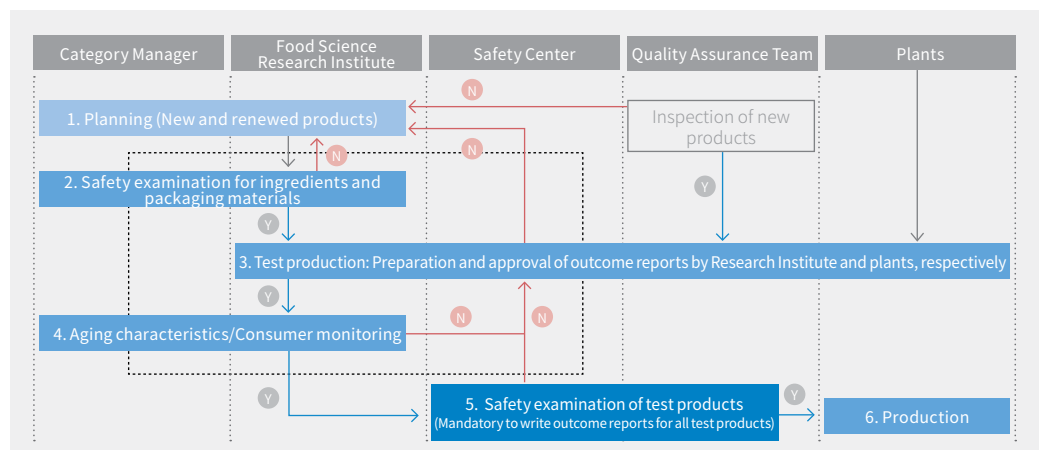 Category Manager
Food Science
Research Institute
Safety Center
Quality Assurance Team
Plants
N
1. Planning (New and renewed products)
Inspection of new
products
N
N
2. Safety examination for ingredients and
packaging materials
Y
Y
3. Test production: Preparation and approval of outcome reports by Research Institute and plants, respectively
Y
N
N
4. Aging characteristics/Consumer monitoring
Y
5. Safety examination of test products
(Mandatory to write outcome reports for all test products)
Y
6. Production